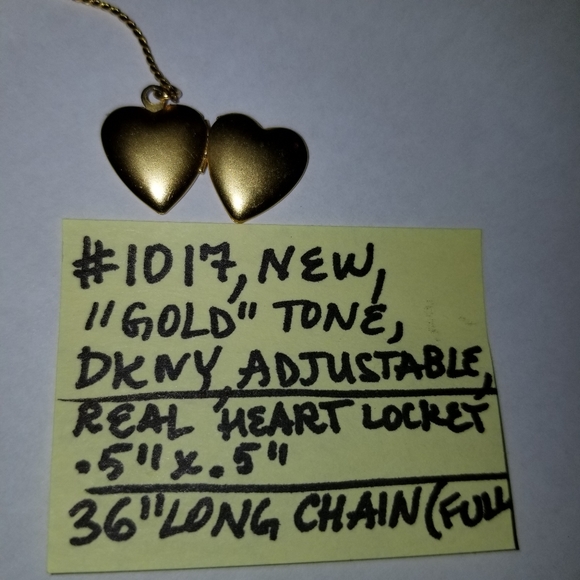 #1017, NEW,
"GOLD" TONE,
DKNY, ADJUSTABLE,
REAL HEART LOCKET
.5" x .5"
36" LONG CHAIN (FULL